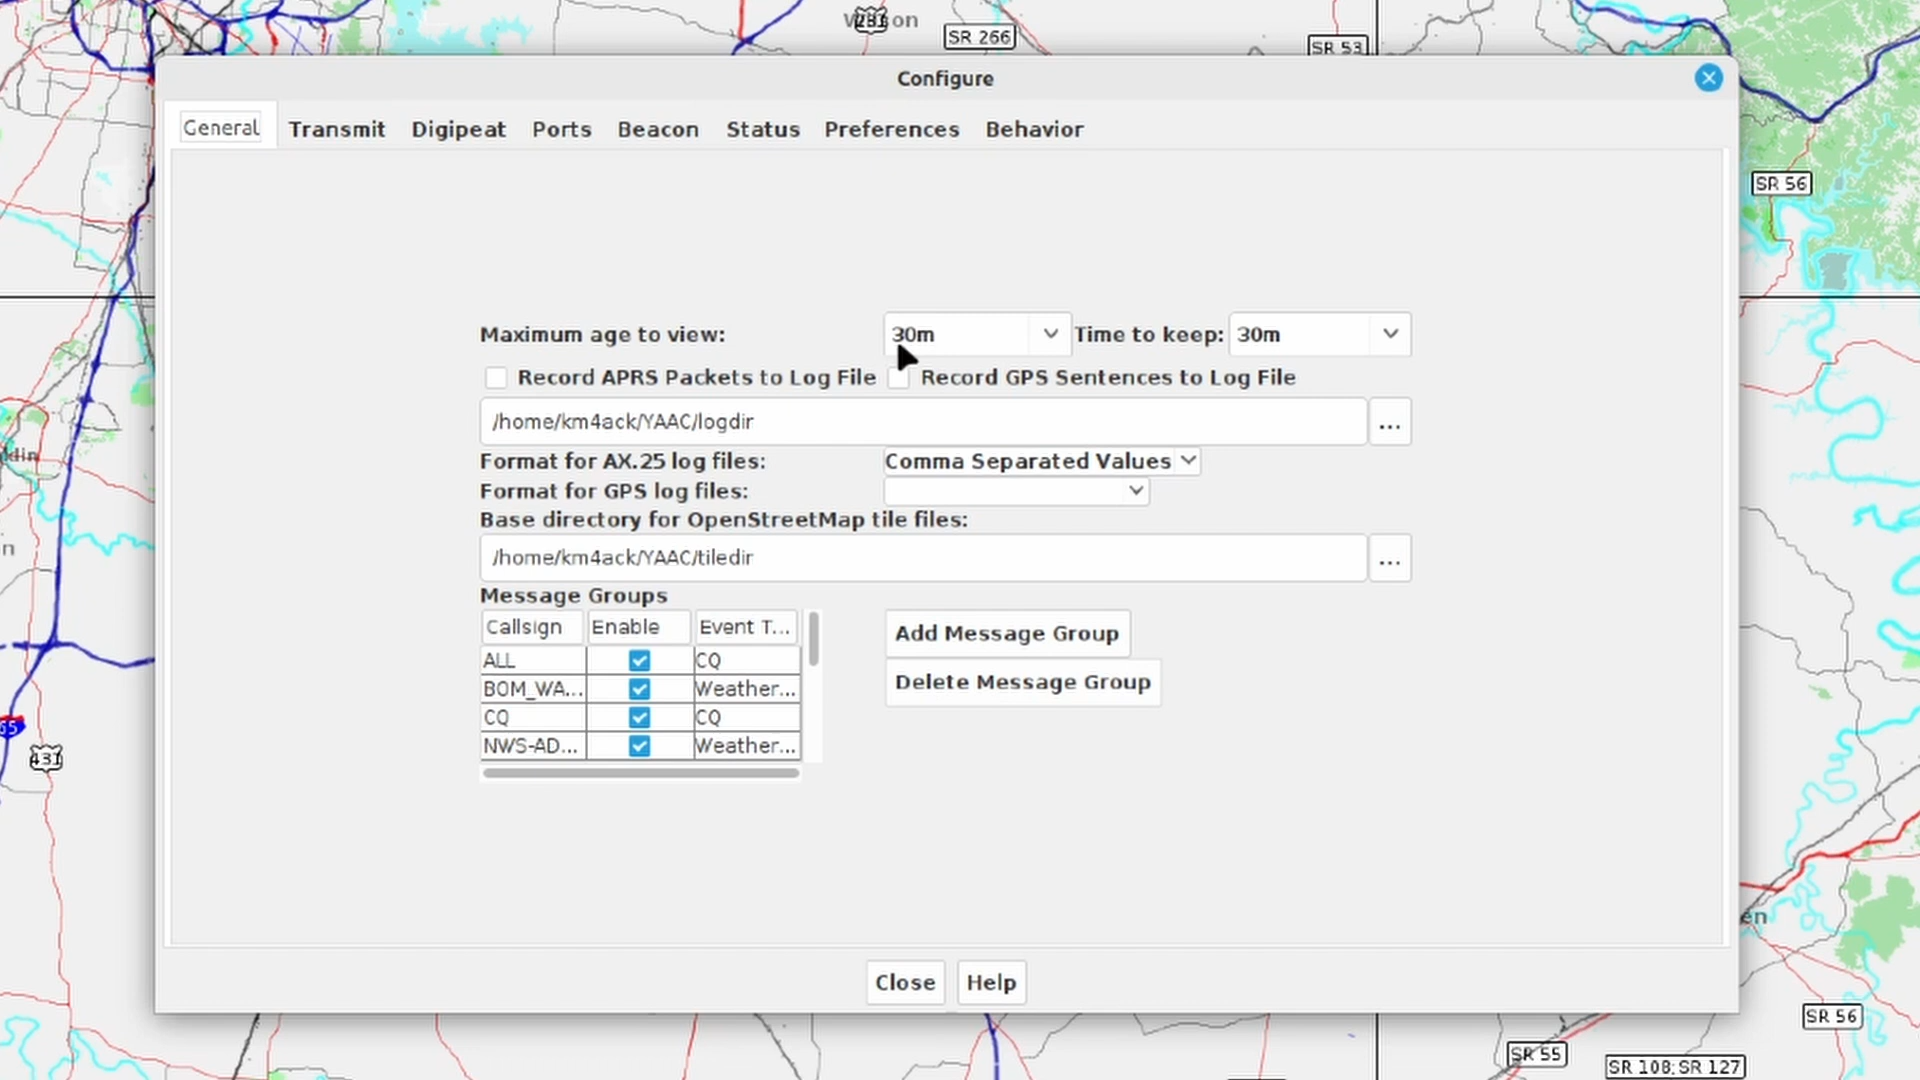 SR 266
SR 53
Configure
General Transmit Digipeat Ports Beacon Status Preferences Behavior
SR 56
Maximum age to view: 30m Time to keep: 30m
Record APRS Packets to Log File Record GPS Sentences to Log File
/home/km4ack/YAAC/logdir ...
Format for AX.25 log files: Comma Separated Values
Format for GPS log files:
Base directory for OpenStreetMap tile files:
/home/km4ack/YAAC/tiledir ...
Message Groups
Callsign Enable Event T...
Add Message Group
ALL CQ
BOM_WA... Weather...
Delete Message Group
CQ CQ
NWS-AD... Weather...
431
Close Help
SR 56
SR 55
SR 108; SR 127